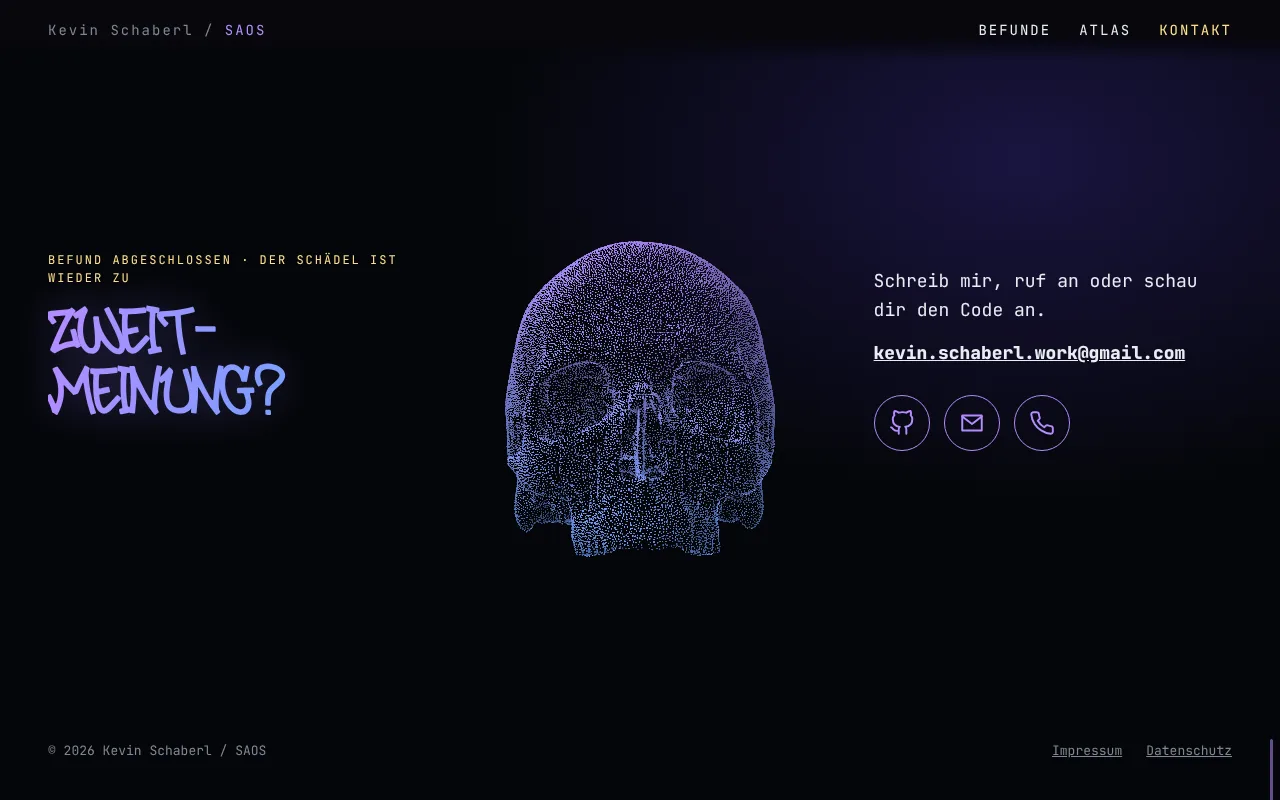 Kevin Schaberl / SAOS
BEFUNDE ATLAS KONTAKT
BEFUND ABGESCHLOSSEN · DER SCHÄDEL IST
WIEDER ZU
ZWEIT-
MEINUNG?
Schreib mir, ruf an oder schau
dir den Code an.
kevin.schaberl.work@gmail.com
© 2026 Kevin Schaberl / SAOS
Impressum Datenschutz